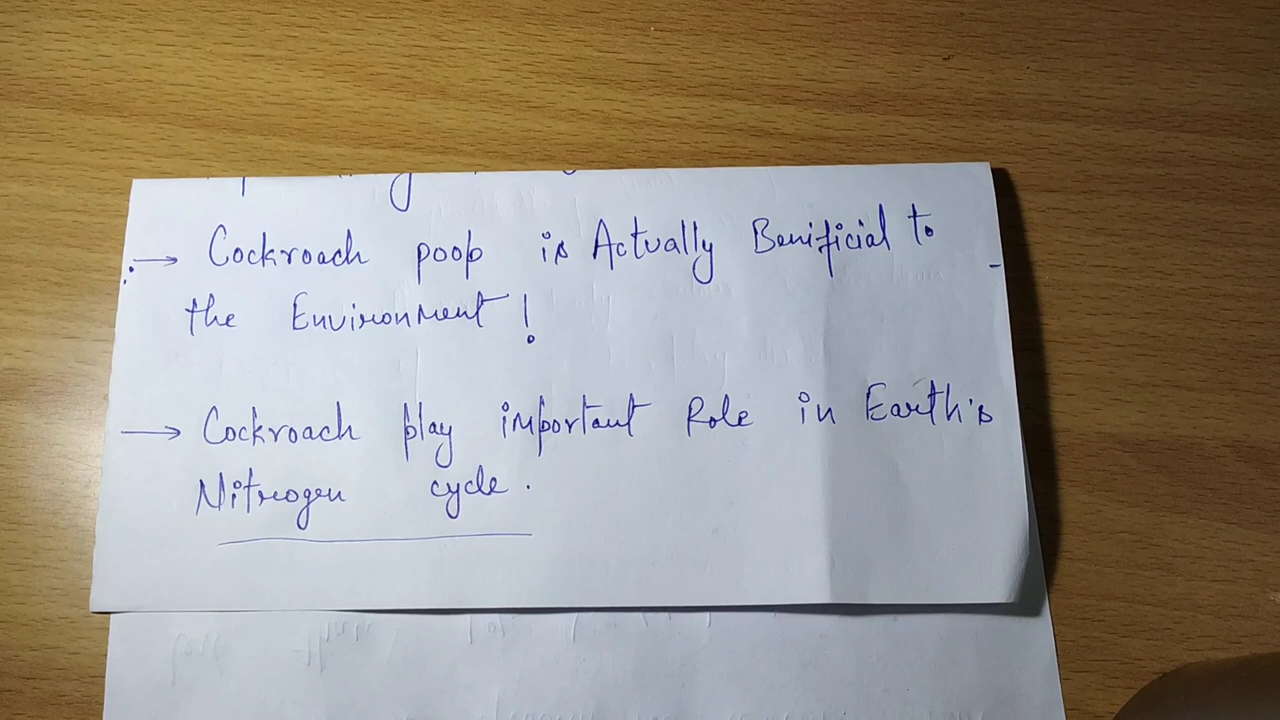 → Cockroach poop is Actually Benificial to
the Environment!
→ Cockroach play important Role in Earth's
Nitrogen cycle.